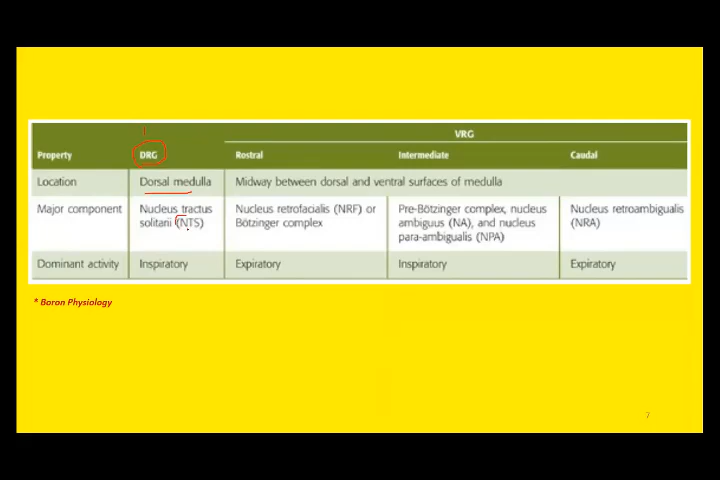 VRG
Property DRG Rostral Intermediate Caudal
Location Dorsal medulla Midway between dorsal and ventral surfaces of medulla
Major component Nucleus tractus Nucleus retrofacialis (NRF) or Pre-Bötzinger complex, nucleus Nucleus retroambigualis
solitarii (NTS) Bötzinger complex ambiguus (NA), and nucleus (NRA)
para-ambigualis (NPA)
Dominant activity Inspiratory Expiratory Inspiratory Expiratory
* Boron Physiology
7